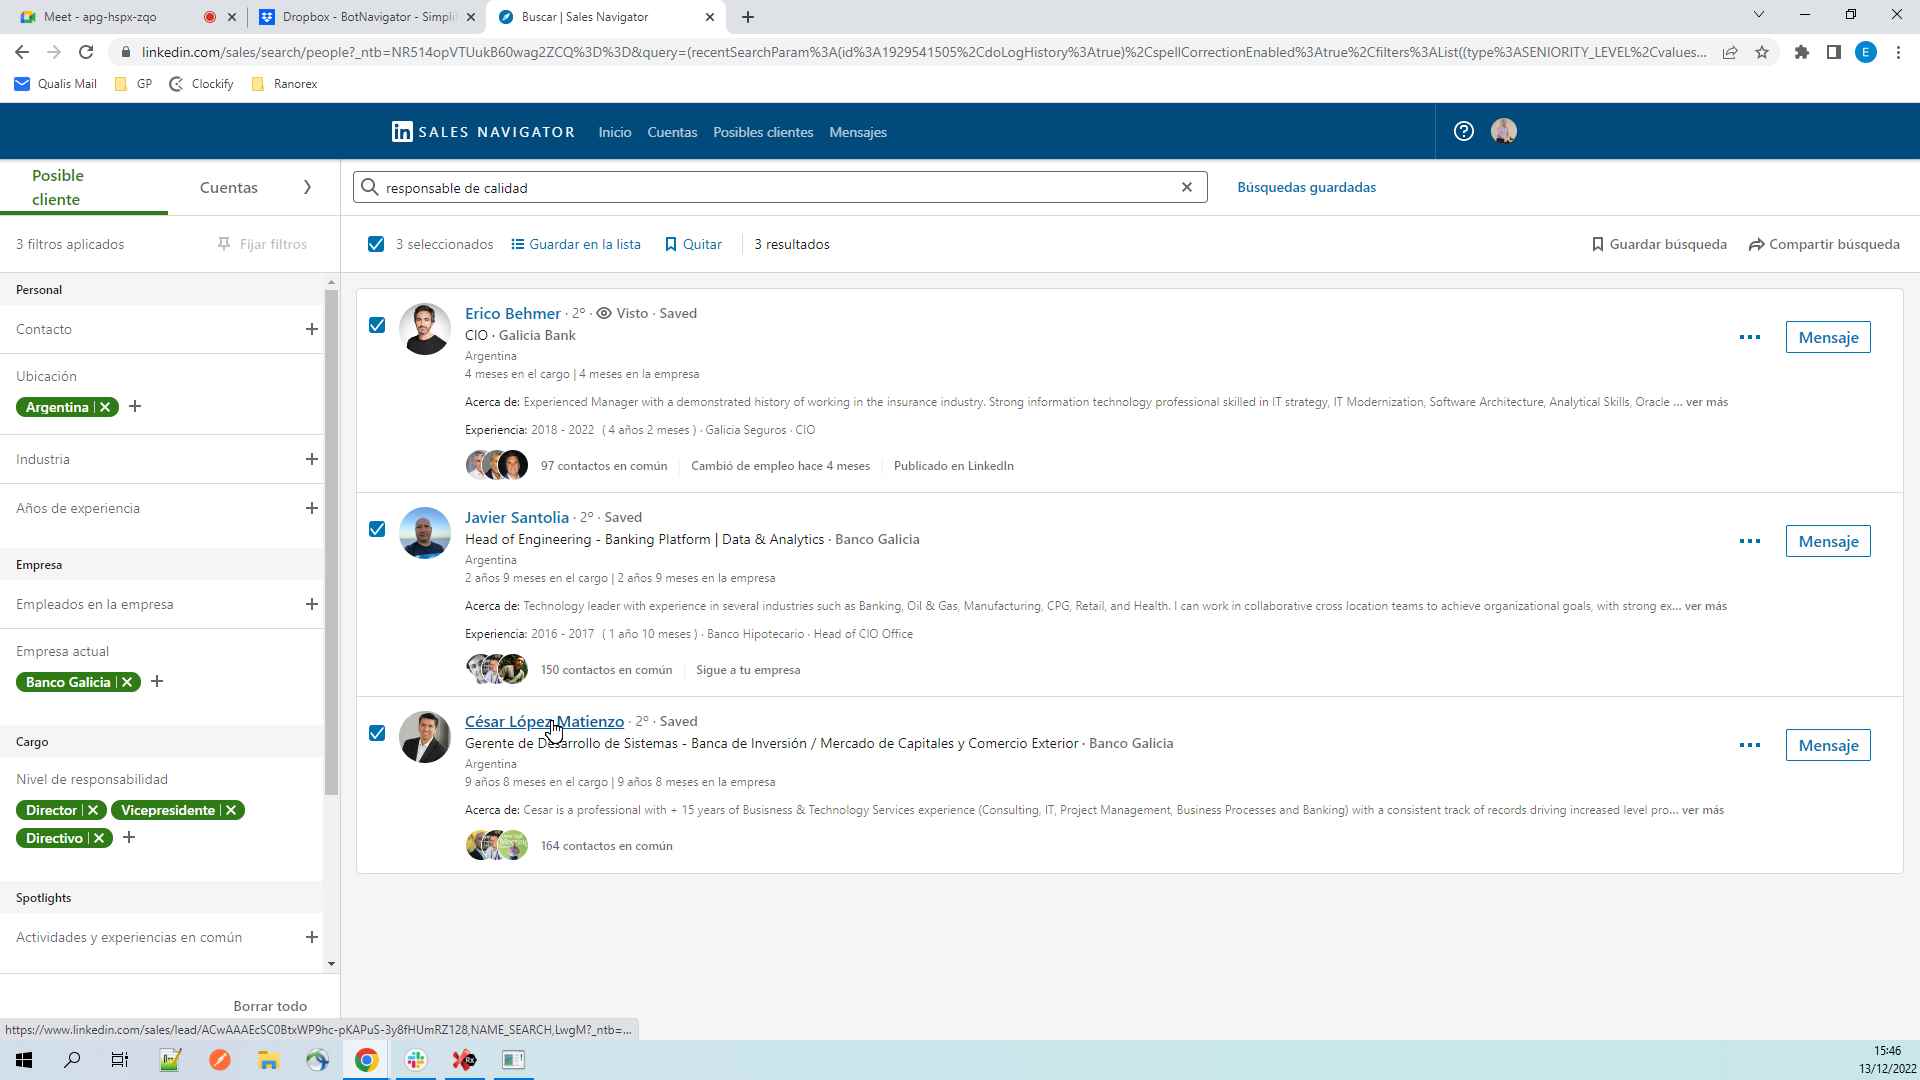 Meet - apg-hspx-zqo
Dropbox - BotNavigator - Simplif
Buscar | Sales Navigator
linkedin.com/sales/search/people?_ntb=NR514opVTUukB60wag2ZCQ%3D%3D&query=(recentSearchParam%3A(id%3A1929541505%2CdoLogHistory%3Atrue)%2CspellCorrectionEnabled%3Atrue%2Cfilters%3AList((type%3ASENIORITY_LEVEL%2Cvalues...
E
Qualis Mail
GP
Clockify
Ranorex
in SALES NAVIGATOR
Inicio
Cuentas
Posibles clientes
Mensajes
Posible cliente
Cuentas
responsable de calidad
Búsquedas guardadas
3 filtros aplicados
Fijar filtros
3 seleccionados
Guardar en la lista
Quitar
3 resultados
Guardar búsqueda
Compartir búsqueda
Personal
Contacto
Ubicación
Argentina
Industria
Años de experiencia
Empresa
Empleados en la empresa
Empresa actual
Banco Galicia
Cargo
Nivel de responsabilidad
Director
Vicepresidente
Directivo
Spotlights
Actividades y experiencias en común
Borrar todo
Erico Behmer · 2º · Visto · Saved
CIO · Galicia Bank
Argentina
4 meses en el cargo | 4 meses en la empresa
Acerca de: Experienced Manager with a demonstrated history of working in the insurance industry. Strong information technology professional skilled in IT strategy, IT Modernization, Software Architecture, Analytical Skills, Oracle ... ver más
Experiencia: 2018 - 2022 ( 4 años 2 meses ) · Galicia Seguros · CIO
97 contactos en común
Cambió de empleo hace 4 meses
Publicado en LinkedIn
Mensaje
Javier Santolia · 2º · Saved
Head of Engineering - Banking Platform | Data & Analytics · Banco Galicia
Argentina
2 años 9 meses en el cargo | 2 años 9 meses en la empresa
Acerca de: Technology leader with experience in several industries such as Banking, Oil & Gas, Manufacturing, CPG, Retail, and Health. I can work in collaborative cross location teams to achieve organizational goals, with strong ex... ver más
Experiencia: 2016 - 2017 ( 1 año 10 meses ) · Banco Hipotecario · Head of CIO Office
150 contactos en común
Sigue a tu empresa
Mensaje
César López Matienzo · 2º · Saved
Gerente de Desarrollo de Sistemas - Banca de Inversión / Mercado de Capitales y Comercio Exterior · Banco Galicia
Argentina
9 años 8 meses en el cargo | 9 años 8 meses en la empresa
Acerca de: Cesar is a professional with + 15 years of Business & Technology Services experience (Consulting, IT, Project Management, Business Processes and Banking) with a consistent track of records driving increased level pro... ver más
164 contactos en común
Mensaje
https://www.linkedin.com/sales/lead/ACwAAAEcSC0BtxWP9hc-pKAPuS-3y8fHUmRZ128,NAME_SEARCH,LwgM?_ntb=...
15:46
13/12/2022